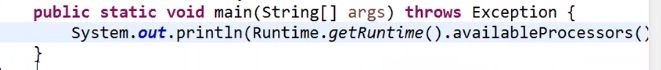 public static void main(String[] args) throws Exception {
System.out.println(Runtime.getRuntime().availableProcessors()
}